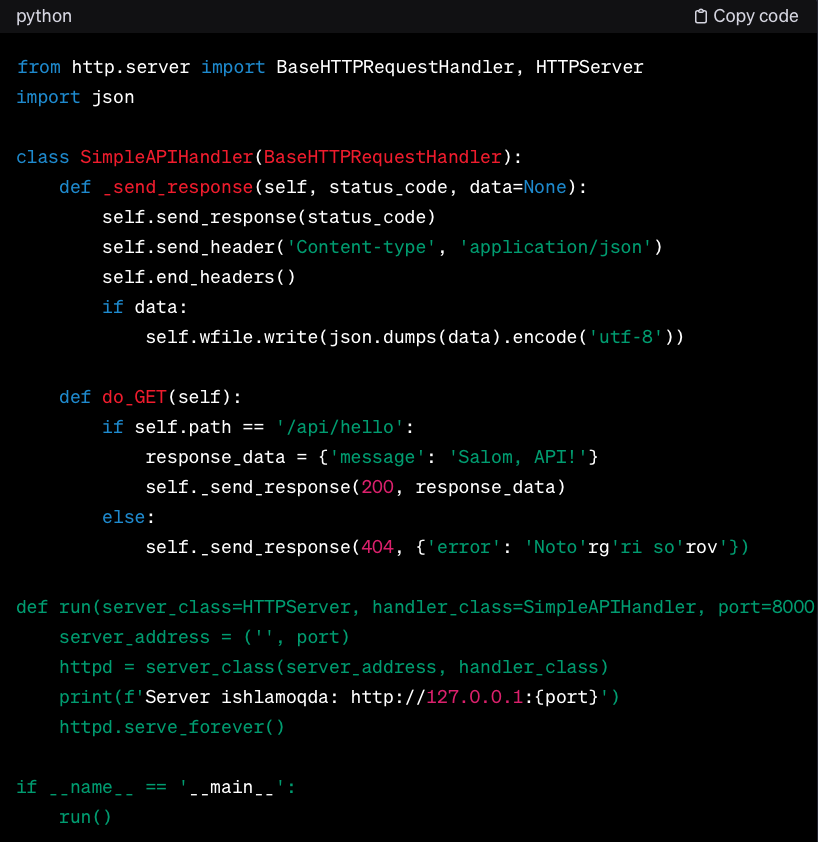 python Copy code
from http.server import BaseHTTPRequestHandler, HTTPServer
import json
class SimpleAPIHandler(BaseHTTPRequestHandler):
    def _send_response(self, status_code, data=None):
        self.send_response(status_code)
        self.send_header('Content-type', 'application/json')
        self.end_headers()
        if data:
            self.wfile.write(json.dumps(data).encode('utf-8'))
    def do_GET(self):
        if self.path == '/api/hello':
            response_data = {'message': 'Salom, API!'}
            self._send_response(200, response_data)
        else:
            self._send_response(404, {'error': 'Noto'rg'ri so'rov'})
def run(server_class=HTTPServer, handler_class=SimpleAPIHandler, port=8000
    server_address = ('', port)
    httpd = server_class(server_address, handler_class)
    print(f'Server ishlamoqda: http://127.0.0.1:{port}')
    httpd.serve_forever()
if __name__ == '__main__':
    run()